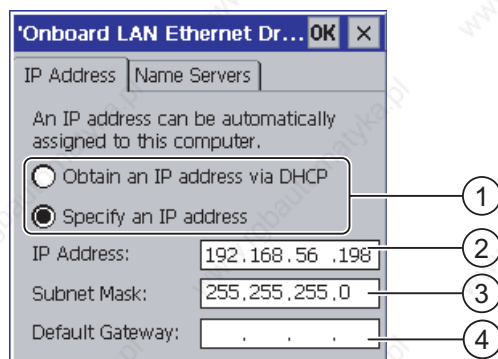 'Onboard LAN Ethernet Dr... OK ×
IP Address Name Servers
An IP address can be automatically
assigned to this computer.
Obtain an IP address via DHCP
Specify an IP address
1
IP Address: 192.168.56 .198
2
Subnet Mask: 255.255.255.0
3
Default Gateway: . . .
4